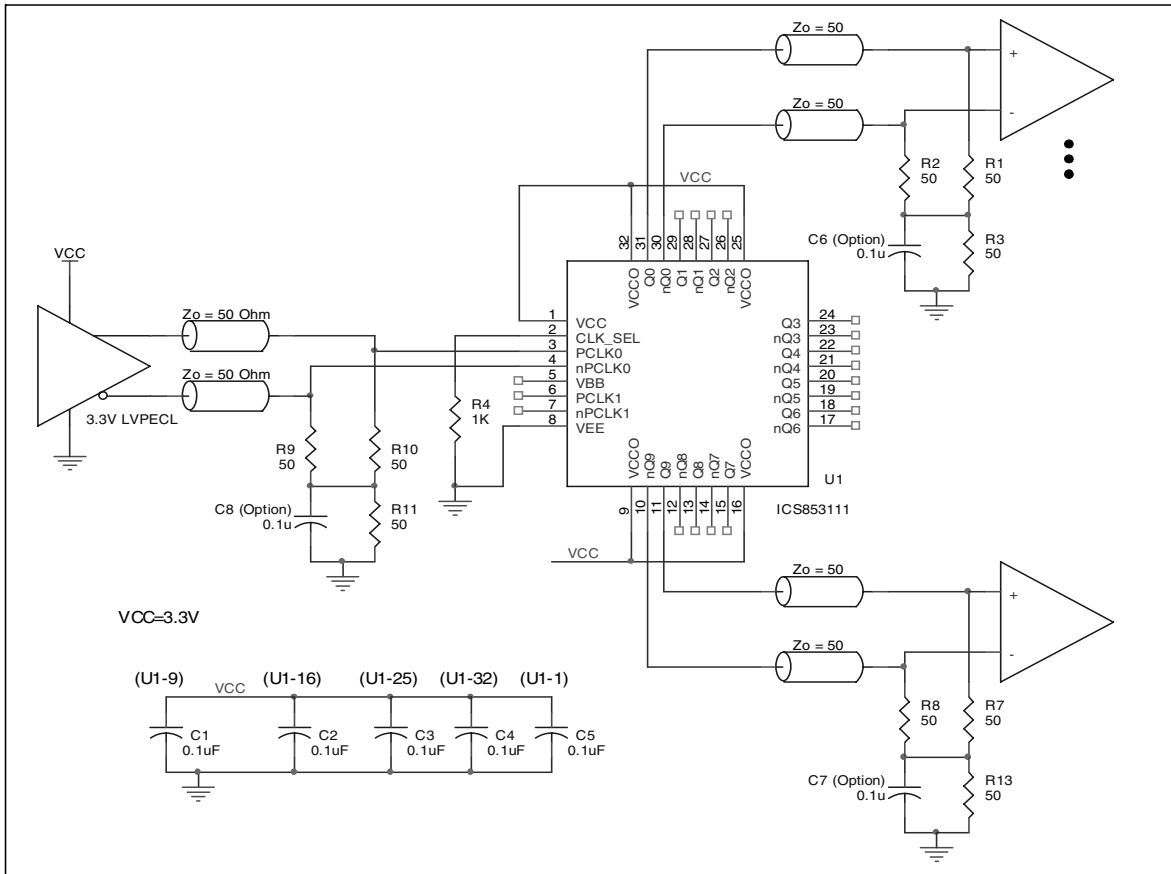 Zo = 50
+
Zo = 50
-
R2
50
R1
50
VCC
C6 (Option)
0.1u
R3
50
32
31
30
29
28
27
26
25
VCCO
Q0
nQ0
Q1
nQ1
Q2
nQ2
VCCO
VCC
Zo = 50 Ohm
Zo = 50 Ohm
3.3V LVPECL
1
2
3
4
5
6
7
8
VCC
CLK_SEL
PCLK0
nPCLK0
VBB
PCLK1
nPCLK1
VEE
Q3
nQ3
Q4
nQ4
Q5
nQ5
Q6
nQ6
24
23
22
21
20
19
18
17
R4
1K
R9
50
R10
50
C8 (Option)
0.1u
R11
50
VCCO
nQ9
Q9
nQ8
Q8
nQ7
Q7
VCCO
9
10
11
12
13
14
15
16
U1
ICS853111
VCC
Zo = 50
+
Zo = 50
-
R8
50
R7
50
C7 (Option)
0.1u
R13
50
VCC=3.3V
(U1-9)
VCC
(U1-16)
(U1-25)
(U1-32)
(U1-1)
C1
0.1uF
C2
0.1uF
C3
0.1uF
C4
0.1uF
C5
0.1uF